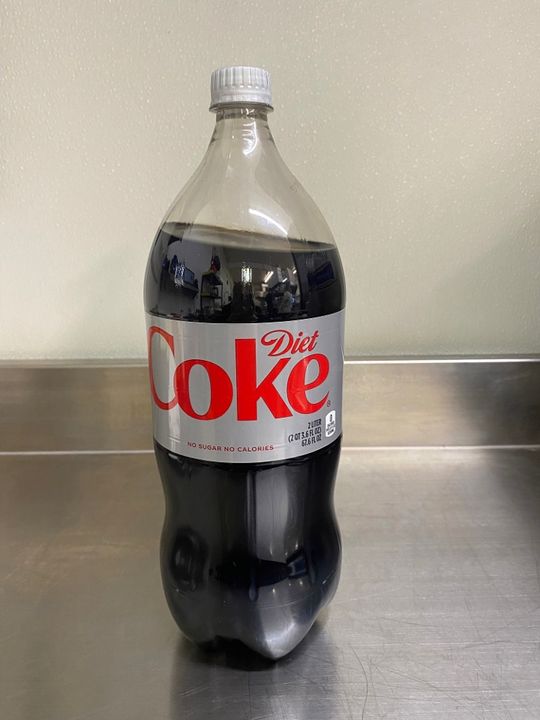 Diet
Coke®
NO SUGAR NO CALORIES
2 LITER
(2 QT 3.6 FL OZ)
67.6 FL OZ